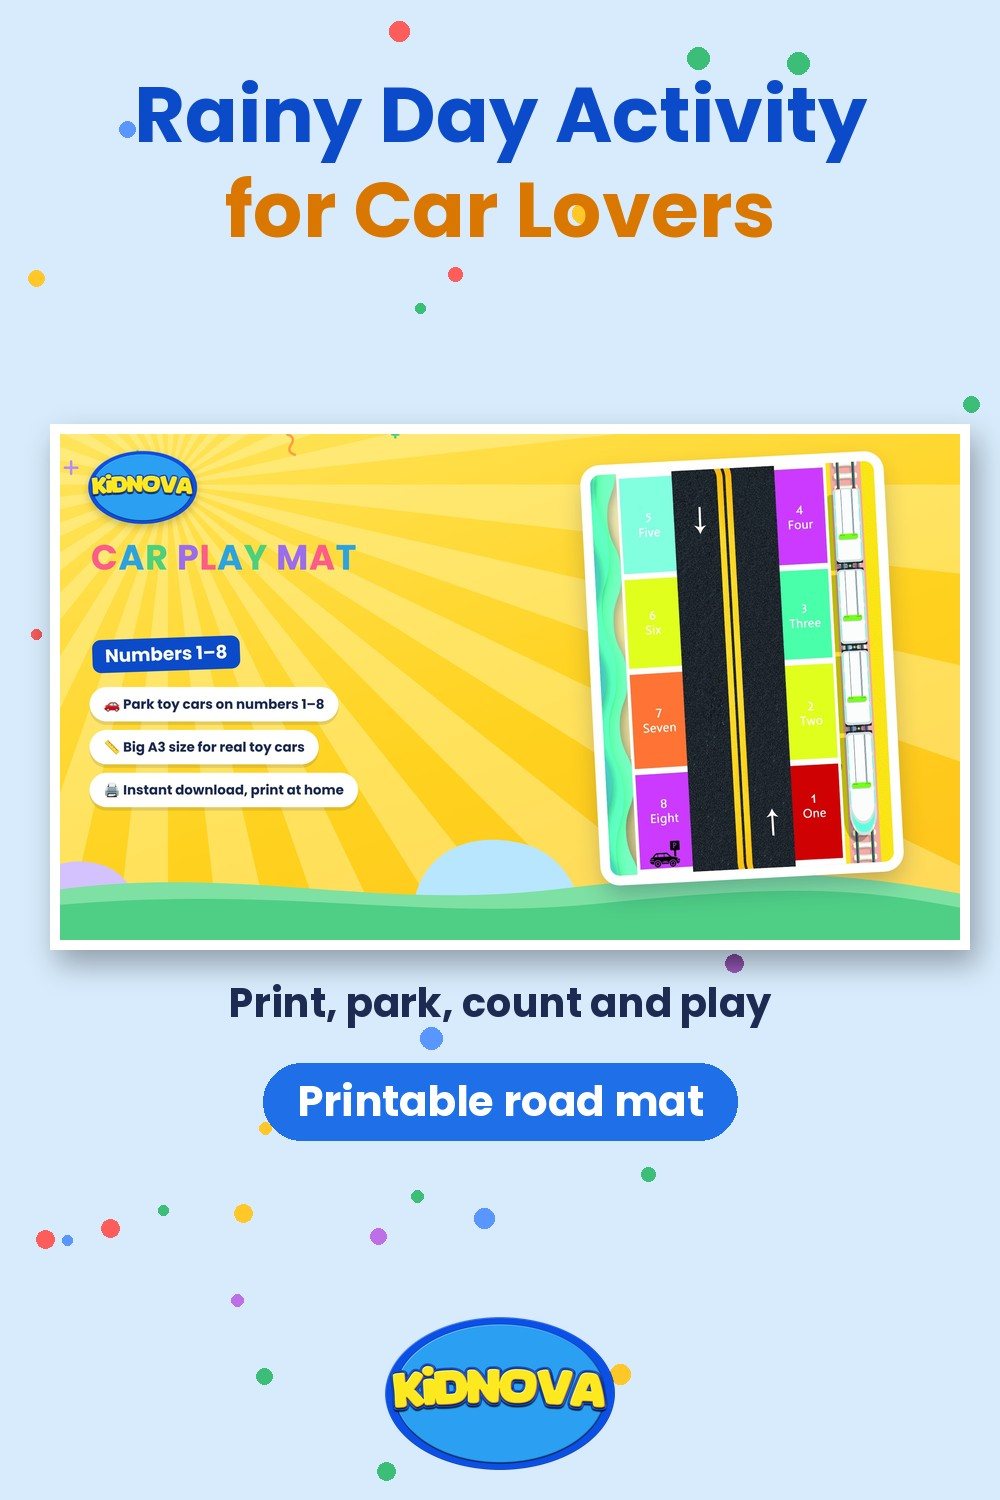 Rainy Day Activity
for Car Lovers
KiDNOVA
CAR PLAY MAT
Numbers 1–8
Park toy cars on numbers 1–8
Big A3 size for real toy cars
Instant download, print at home
5
Five
6
Six
7
Seven
8
Eight
P
4
Four
3
Three
2
Two
1
One
Print, park, count and play
Printable road mat
KiDNOVA